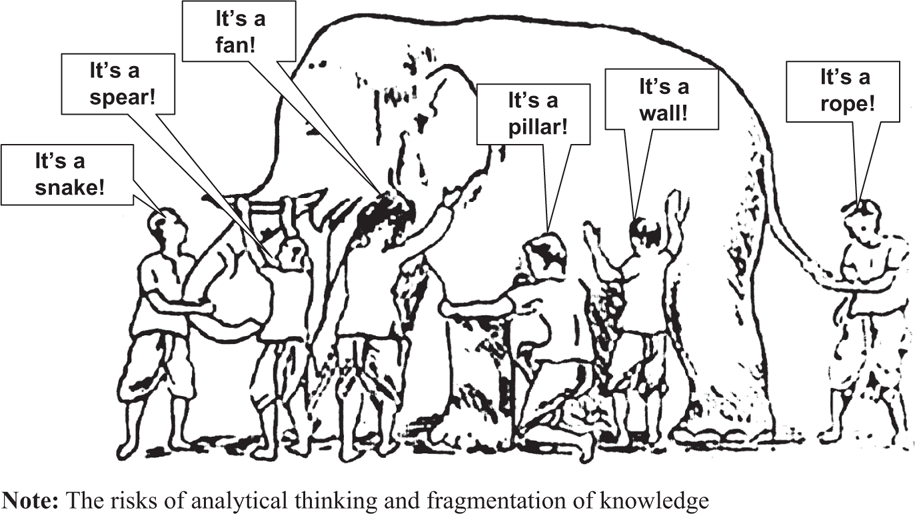 It's a
snake!
It's a
spear!
It's a
fan!
It's a
pillar!
It's a
wall!
It's a
rope!
Note: The risks of analytical thinking and fragmentation of knowledge